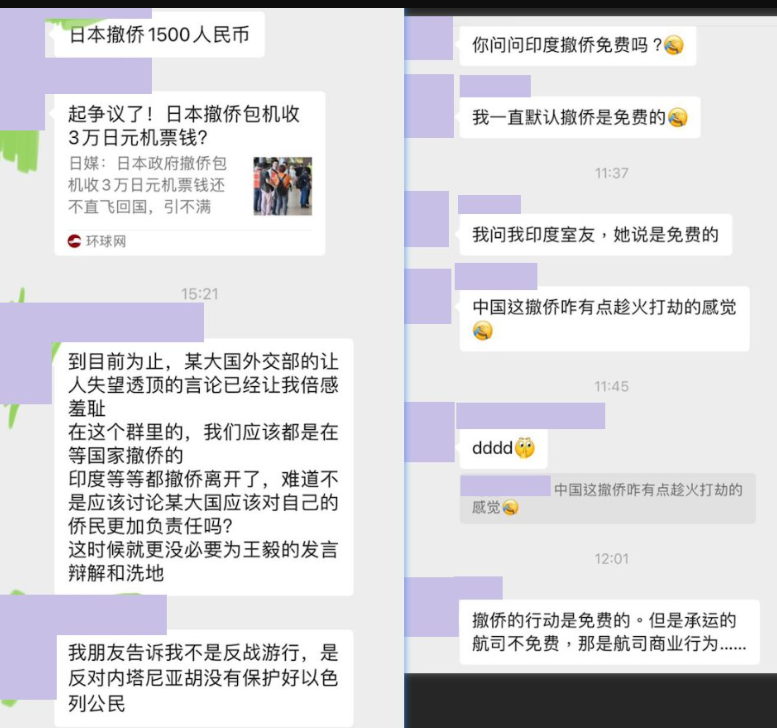 日本撤侨1500人民币
起争议了！日本撤侨包机收
3万日元机票钱?
日媒：日本政府撤侨包
机收3万日元机票钱还
不直飞回国，引不满
环球网
15:21
到目前为止，某大国外交部的让
人失望透顶的言论已经让我倍感
羞耻
在这个群里的，我们应该都是在
等国家撤侨的
印度等等都撤侨离开了，难道不
是应该讨论某大国应该对自己的
侨民更加负责任吗?
这时候就更没必要为王毅的发言
辩解和洗地
我朋友告诉我不是反战游行，是
反对内塔尼亚胡没有保护好以色
列公民
你问问印度撤侨免费吗？
我一直默认撤侨是免费的
11:37
我问我印度室友，她说是免费的
中国这撤侨咋有点趁火打劫的感觉
11:45
dddd
中国这撤侨咋有点趁火打劫的
感觉
12:01
撤侨的行动是免费的。但是承运的
航司不免费，那是航司商业行为......